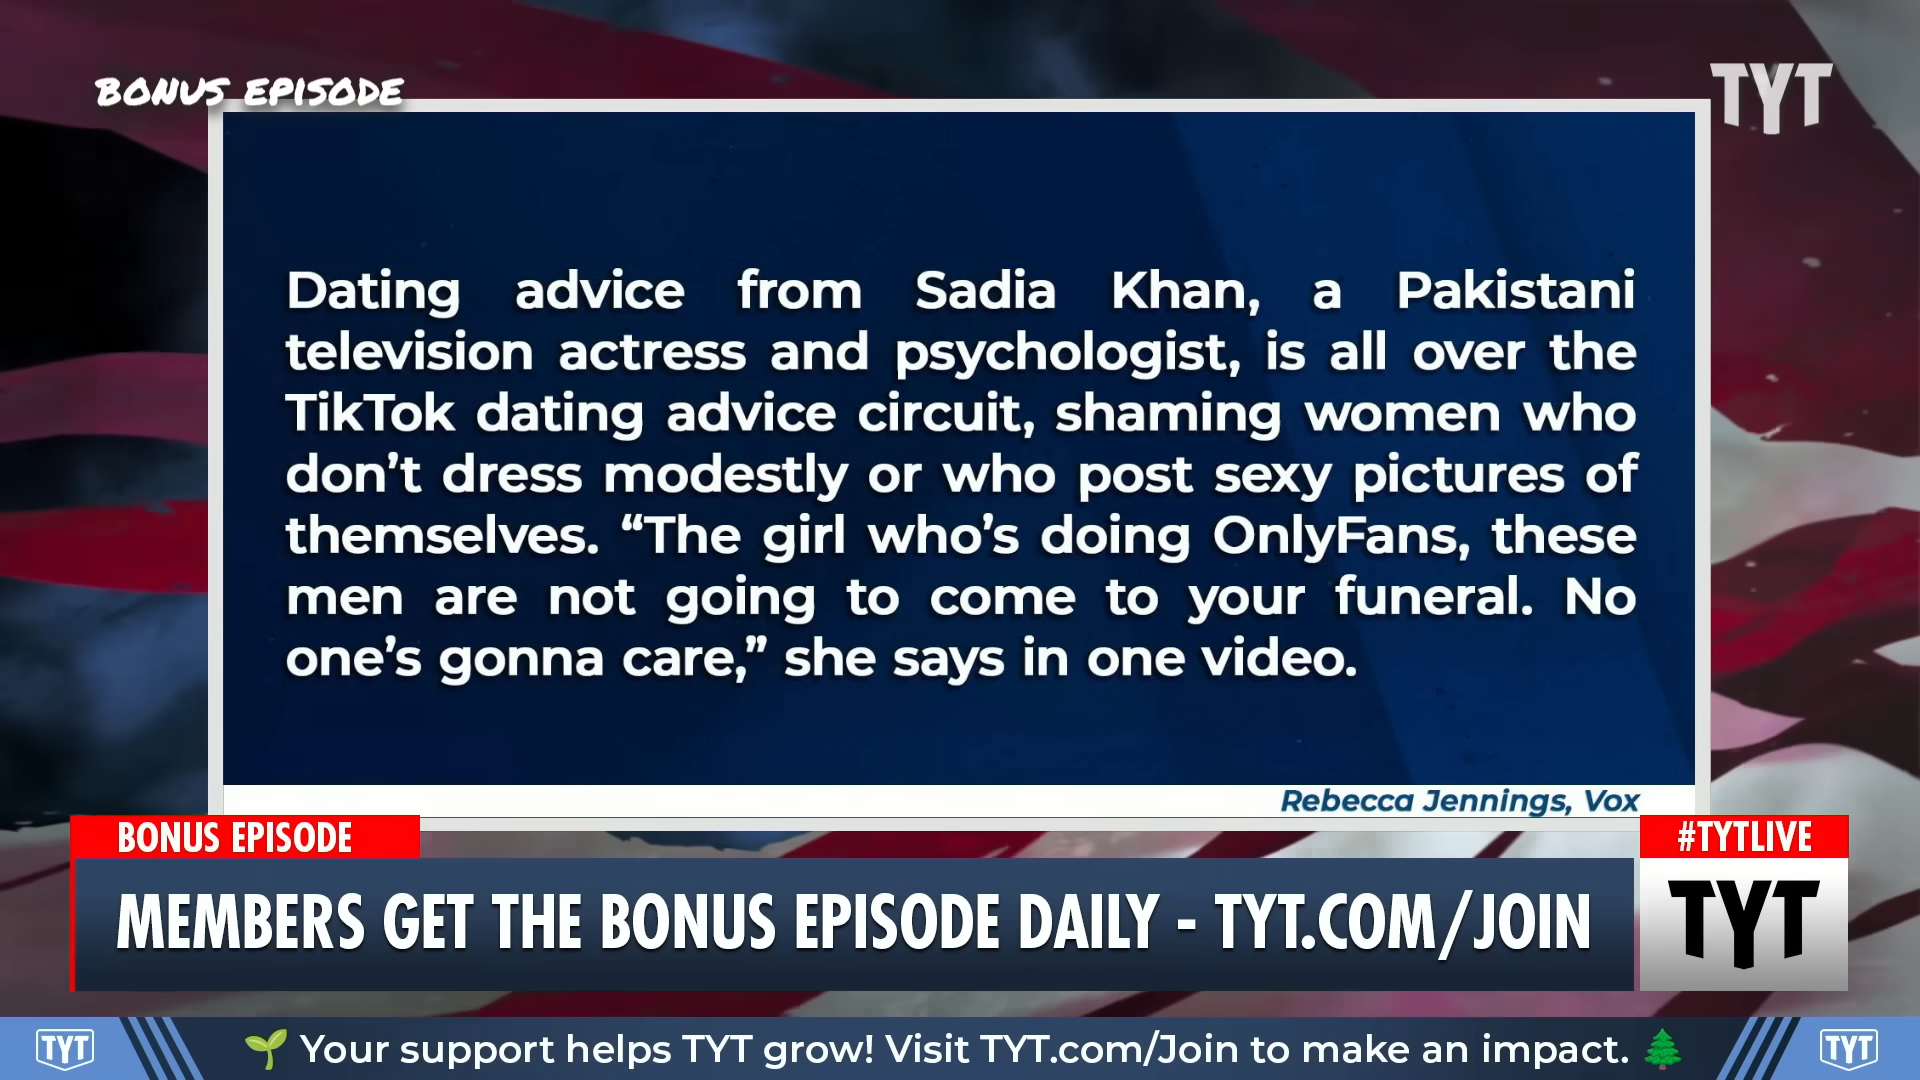 BONUS EPISODE
TYT
Dating advice from Sadia Khan, a Pakistani
television actress and psychologist, is all over the
TikTok dating advice circuit, shaming women who
don’t dress modestly or who post sexy pictures of
themselves. “The girl who’s doing OnlyFans, these
men are not going to come to your funeral. No
one’s gonna care,” she says in one video.
Rebecca Jennings, Vox
BONUS EPISODE
#TYTLIVE
MEMBERS GET THE BONUS EPISODE DAILY - TYT.COM/JOIN
TYT
TYT
Your support helps TYT grow! Visit TYT.com/Join to make an impact.
TYT